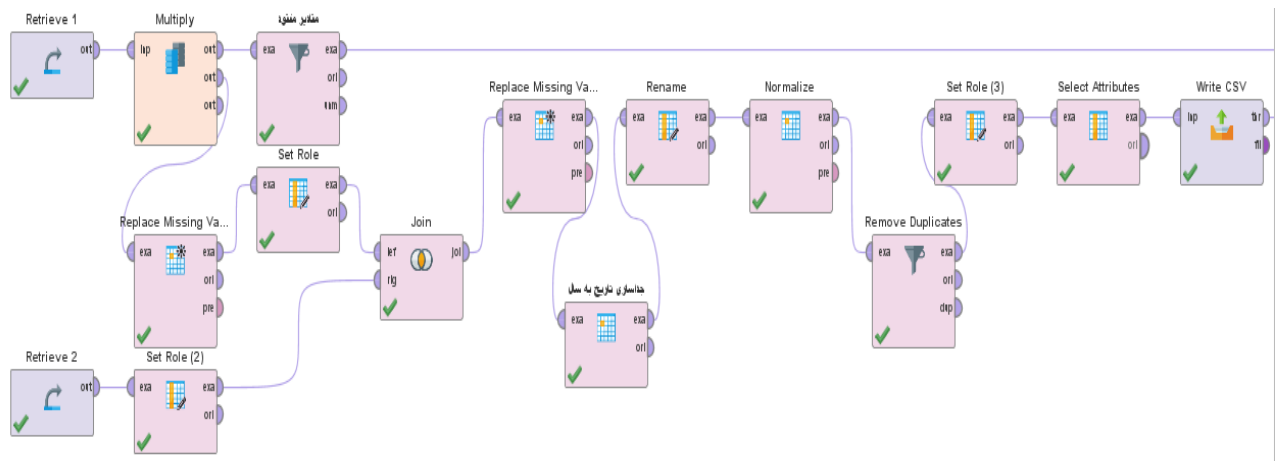 Retrieve 1
out
Multiply
inp
out
out
out
مقادیر مفقود
exa
exa
ori
unm
Replace Missing Va...
exa
exa
ori
pre
Rename
exa
exa
ori
Normalize
exa
exa
ori
pre
Set Role (3)
exa
exa
ori
Select Attributes
exa
exa
ori
Write CSV
inp
thr
fil
Set Role
exa
exa
ori
Replace Missing Va...
exa
exa
ori
pre
Join
lef
rig
joi
Remove Duplicates
exa
exa
ori
dup
جداسازی تاریخ به سال
exa
exa
ori
Retrieve 2
out
Set Role (2)
exa
exa
ori